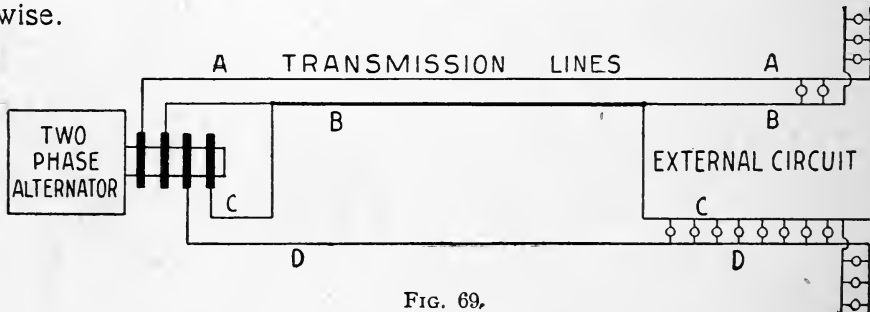 wise.
A TRANSMISSION LINES A
B B
TWO
PHASE
ALTERNATOR
EXTERNAL CIRCUIT
C C
D D
FIG. 69.